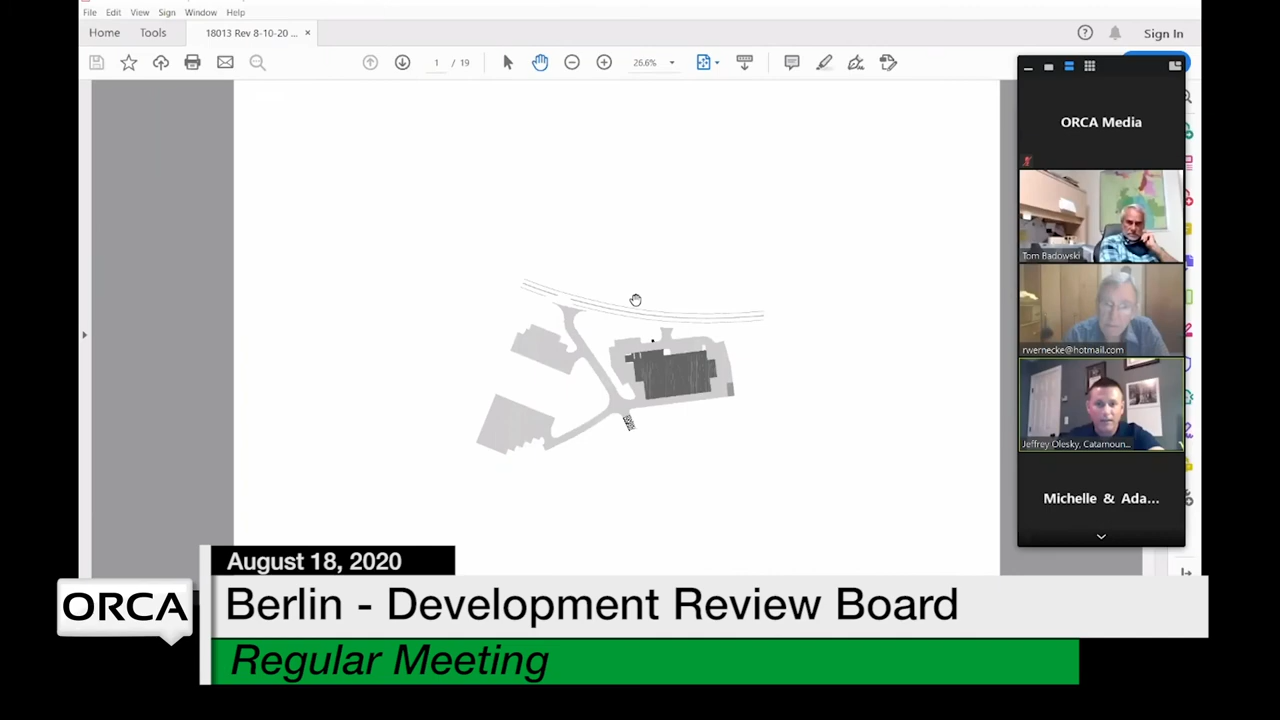 File Edit View Sign Window Help
Home Tools 18013 Rev 8-10-20 ... × Sign In
1 / 19 26.6%
ORCA Media
Tom Badowski
rwernecke@hotmail.com
Jeffrey Olesky, Catamoun...
Michelle & Ada...
August 18, 2020
ORCA
Berlin - Development Review Board
Regular Meeting